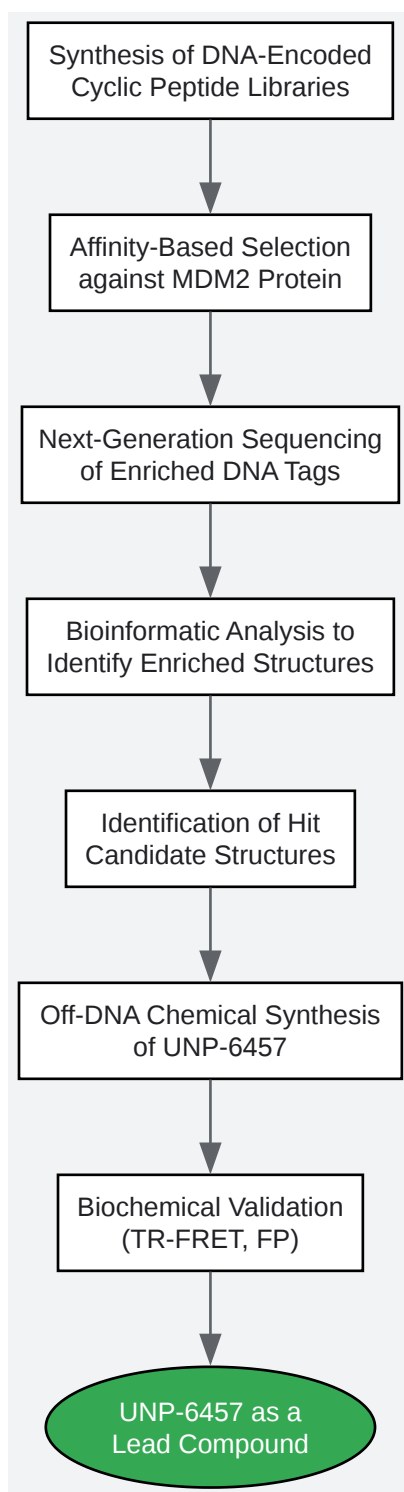 Synthesis of DNA-Encoded
Cyclic Peptide Libraries
Affinity-Based Selection
against MDM2 Protein
Next-Generation Sequencing
of Enriched DNA Tags
Bioinformatic Analysis to
Identify Enriched Structures
Identification of Hit
Candidate Structures
Off-DNA Chemical Synthesis
of UNP-6457
Biochemical Validation
(TR-FRET, FP)
UNP-6457 as a
Lead Compound